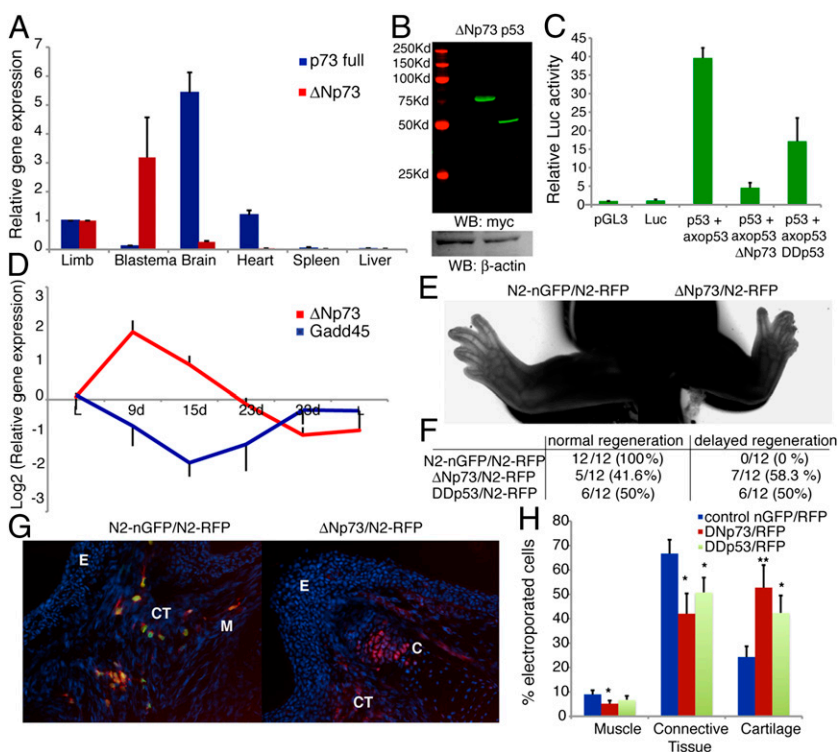 A
Relative gene expression
7
6
5
4
3
2
1
0
p73 full
ΔNp73
Limb Blastema Brain Heart Spleen Liver
B
ΔNp73 p53
250Kd
150Kd
100Kd
75Kd
50Kd
25Kd
WB: myc
WB: β-actin
C
Relative Luc activity
45
40
35
30
25
20
15
10
5
0
pGL3
Luc
p53 +
axop53
p53 +
axop53
ΔNp73
p53 +
axop53
DDp53
D
Log2 (Relative gene expression)
3
2
1
0
-1
-2
-3
ΔNp73
Gadd45
L 9d 15d 23d 23d L
E
N2-nGFP/N2-RFP ΔNp73/N2-RFP
F
normal regeneration delayed regeneration
N2-nGFP/N2-RFP 12/12 (100%) 0/12 (0 %)
ΔNp73/N2-RFP 5/12 (41.6%) 7/12 (58.3 %)
DDp53/N2-RFP 6/12 (50%) 6/12 (50%)
G
N2-nGFP/N2-RFP ΔNp73/N2-RFP
E
CT
M
E
C
CT
H
% electroporated cells
80
70
60
50
40
30
20
10
0
control nGFP/RFP
DNp73/RFP
DDp53/RFP
*
*
*
**
*
Muscle Connective
Tissue Cartilage